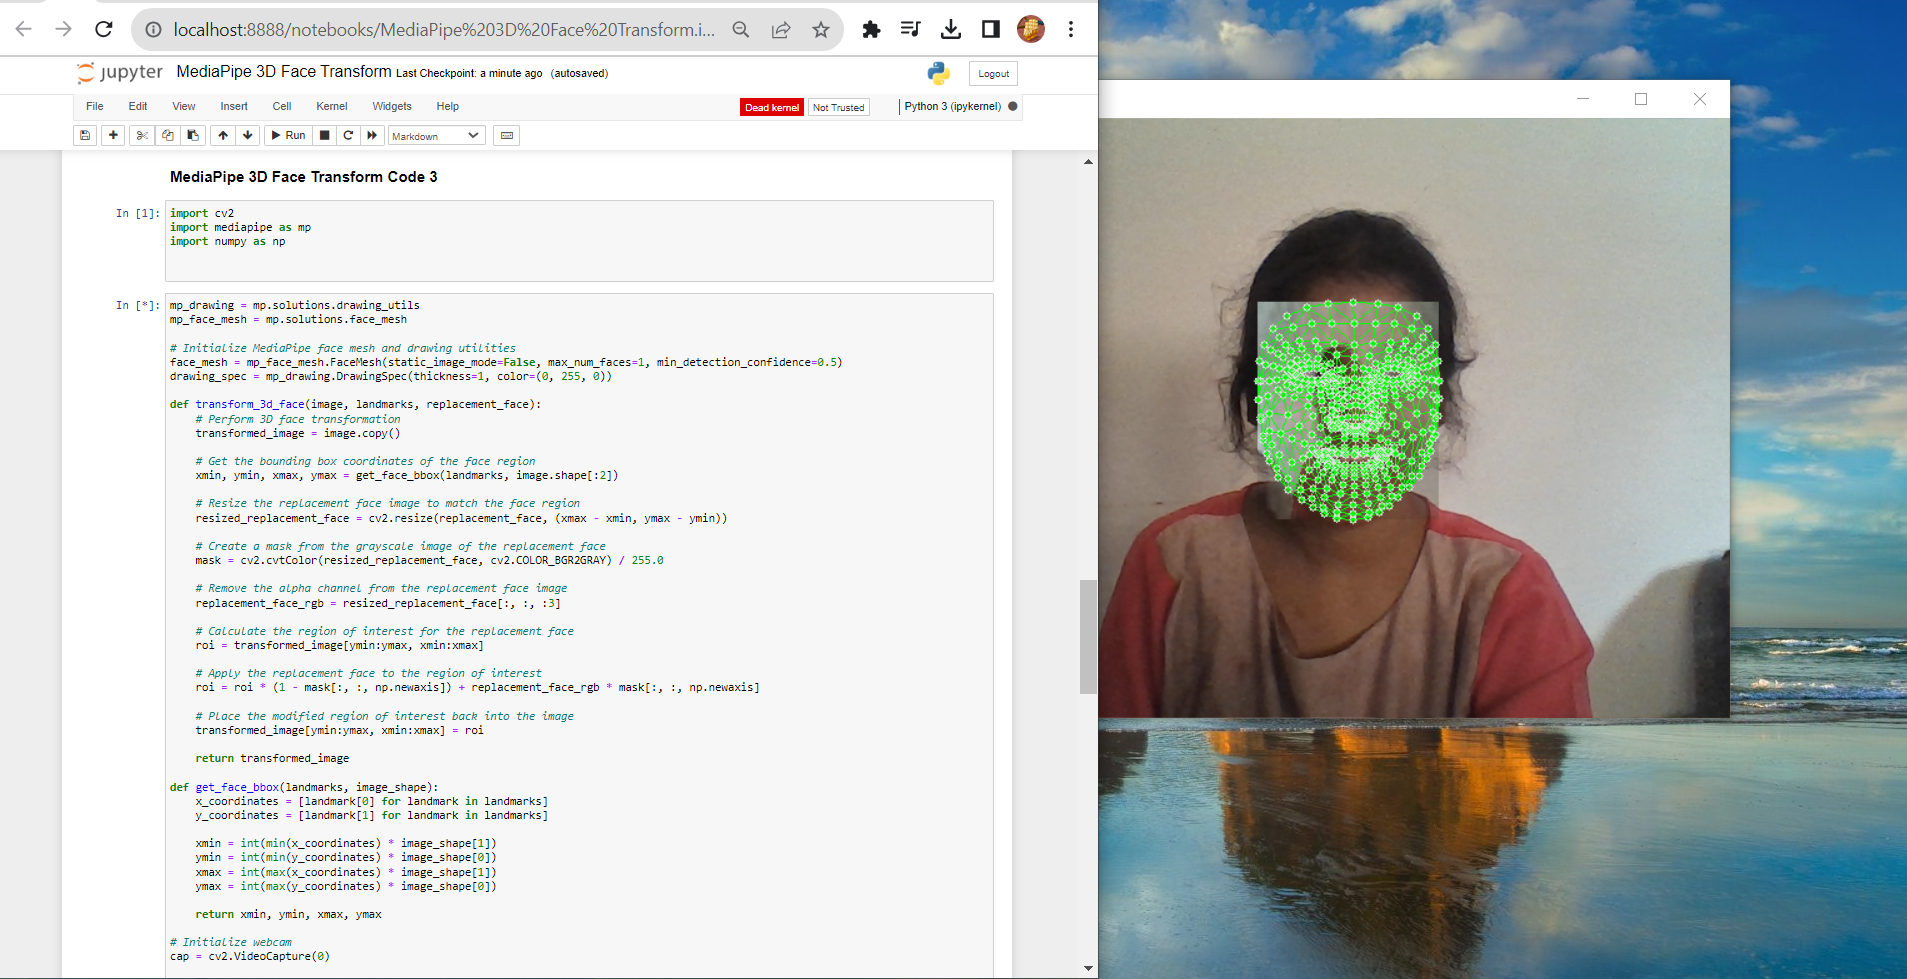 localhost:8888/notebooks/MediaPipe%203D%20Face%20Transform.i...
jupyter MediaPipe 3D Face Transform Last Checkpoint: a minute ago (autosaved)
Logout
File Edit View Insert Cell Kernel Widgets Help Dead kernel Not Trusted Python 3 (ipykernel)
Run Markdown
MediaPipe 3D Face Transform Code 3
In [1]: import cv2
import mediapipe as mp
import numpy as np
In [*]: mp_drawing = mp.solutions.drawing_utils
mp_face_mesh = mp.solutions.face_mesh
# Initialize MediaPipe face mesh and drawing utilities
face_mesh = mp_face_mesh.FaceMesh(static_image_mode=False, max_num_faces=1, min_detection_confidence=0.5)
drawing_spec = mp_drawing.DrawingSpec(thickness=1, color=(0, 255, 0))
def transform_3d_face(image, landmarks, replacement_face):
# Perform 3D face transformation
transformed_image = image.copy()
# Get the bounding box coordinates of the face region
xmin, ymin, xmax, ymax = get_face_bbox(landmarks, image.shape[:2])
# Resize the replacement face image to match the face region
resized_replacement_face = cv2.resize(replacement_face, (xmax - xmin, ymax - ymin))
# Create a mask from the grayscale image of the replacement face
mask = cv2.cvtColor(resized_replacement_face, cv2.COLOR_BGR2GRAY) / 255.0
# Remove the alpha channel from the replacement face image
replacement_face_rgb = resized_replacement_face[:, :, :3]
# Calculate the region of interest for the replacement face
roi = transformed_image[ymin:ymax, xmin:xmax]
# Apply the replacement face to the region of interest
roi = roi * (1 - mask[:, :, np.newaxis]) + replacement_face_rgb * mask[:, :, np.newaxis]
# Place the modified region of interest back into the image
transformed_image[ymin:ymax, xmin:xmax] = roi
return transformed_image
def get_face_bbox(landmarks, image_shape):
x_coordinates = [landmark[0] for landmark in landmarks]
y_coordinates = [landmark[1] for landmark in landmarks]
xmin = int(min(x_coordinates) * image_shape[1])
ymin = int(min(y_coordinates) * image_shape[0])
xmax = int(max(x_coordinates) * image_shape[1])
ymax = int(max(y_coordinates) * image_shape[0])
return xmin, ymin, xmax, ymax
# Initialize webcam
cap = cv2.VideoCapture(0)